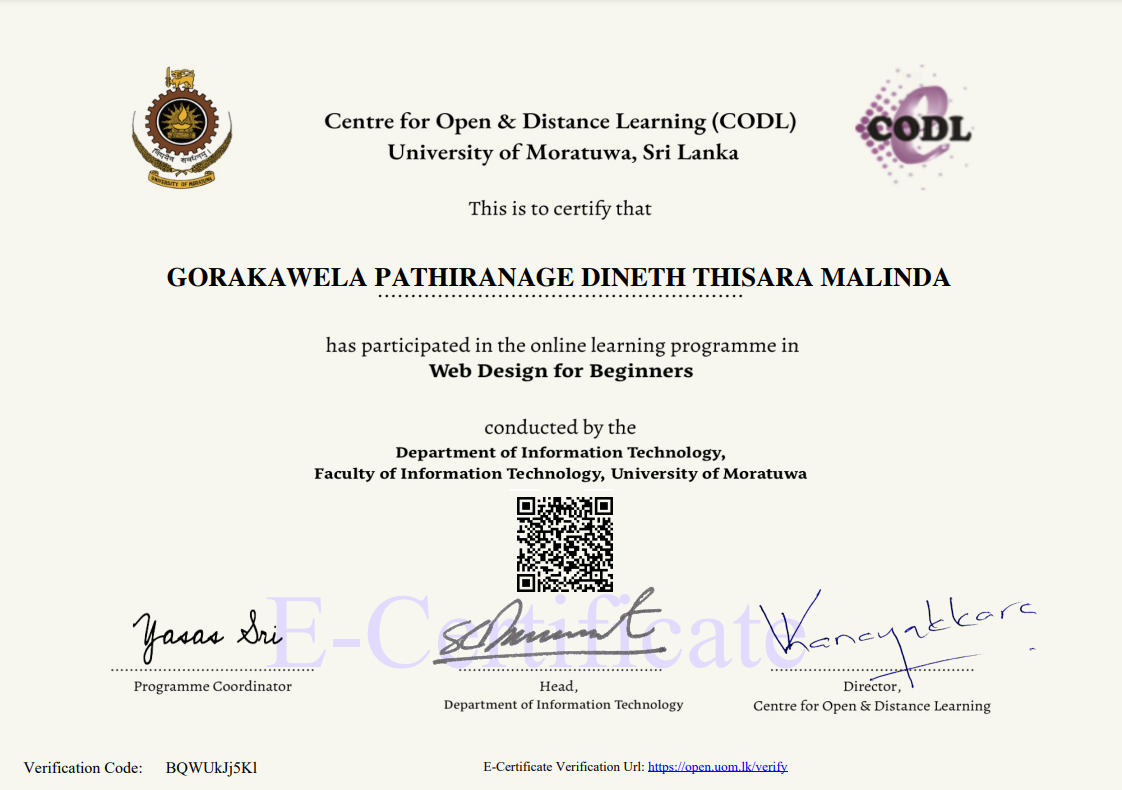 Centre for Open & Distance Learning (CODL)
University of Moratuwa, Sri Lanka
CODL
UNIVERSITY OF MORATUWA
This is to certify that
GORAKAWELA PATHIRANAGE DINETH THISARA MALINDA
has participated in the online learning programme in
Web Design for Beginners
conducted by the
Department of Information Technology,
Faculty of Information Technology, University of Moratuwa
E-Certificate
Yasas Sri
Programme Coordinator
Head,
Department of Information Technology
Director,
Centre for Open & Distance Learning
Verification Code: BQWUkJj5Kl
E-Certificate Verification Url: https://open.uom.lk/verify